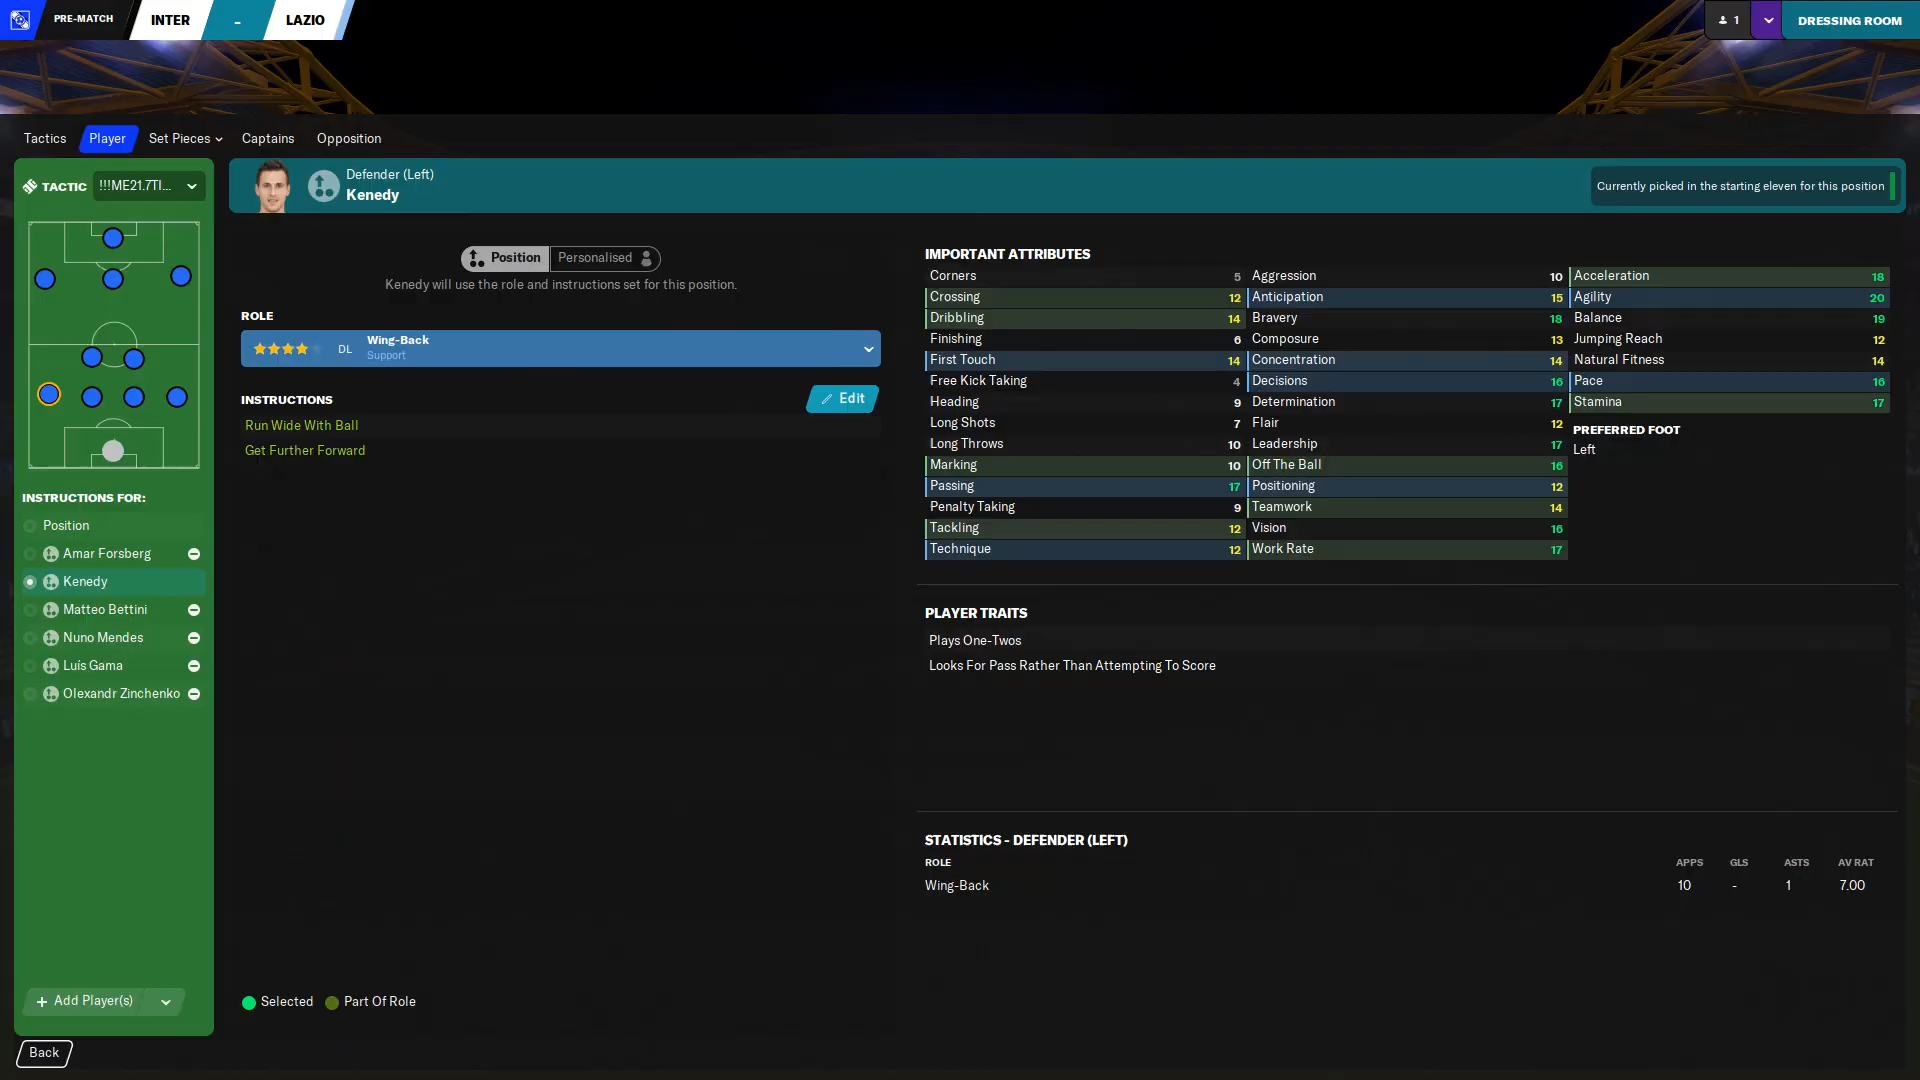 PRE-MATCH
INTER
-
LAZIO
1
DRESSING ROOM
Tactics
Player
Set Pieces
Captains
Opposition
TACTIC
!!!ME21.7TI...
Defender (Left)
Kenedy
Currently picked in the starting eleven for this position
Position
Personalised
Kenedy will use the role and instructions set for this position.
ROLE
DL
Wing-Back
Support
INSTRUCTIONS
Edit
Run Wide With Ball
Get Further Forward
INSTRUCTIONS FOR:
Position
Amar Forsberg
Kenedy
Matteo Bettini
Nuno Mendes
Luís Gama
Olexandr Zinchenko
Add Player(s)
Back
Selected
Part Of Role
IMPORTANT ATTRIBUTES
Corners 5
Crossing 12
Dribbling 14
Finishing 6
First Touch 14
Free Kick Taking 4
Heading 9
Long Shots 7
Long Throws 10
Marking 10
Passing 17
Penalty Taking 9
Tackling 12
Technique 12
Aggression 10
Anticipation 15
Bravery 18
Composure 13
Concentration 14
Decisions 16
Determination 17
Flair 12
Leadership 17
Off The Ball 16
Positioning 12
Teamwork 14
Vision 16
Work Rate 17
Acceleration 18
Agility 20
Balance 19
Jumping Reach 12
Natural Fitness 14
Pace 16
Stamina 17
PREFERRED FOOT
Left
PLAYER TRAITS
Plays One-Twos
Looks For Pass Rather Than Attempting To Score
STATISTICS - DEFENDER (LEFT)
ROLE APPS GLS ASTS AV RAT
Wing-Back 10 - 1 7.00